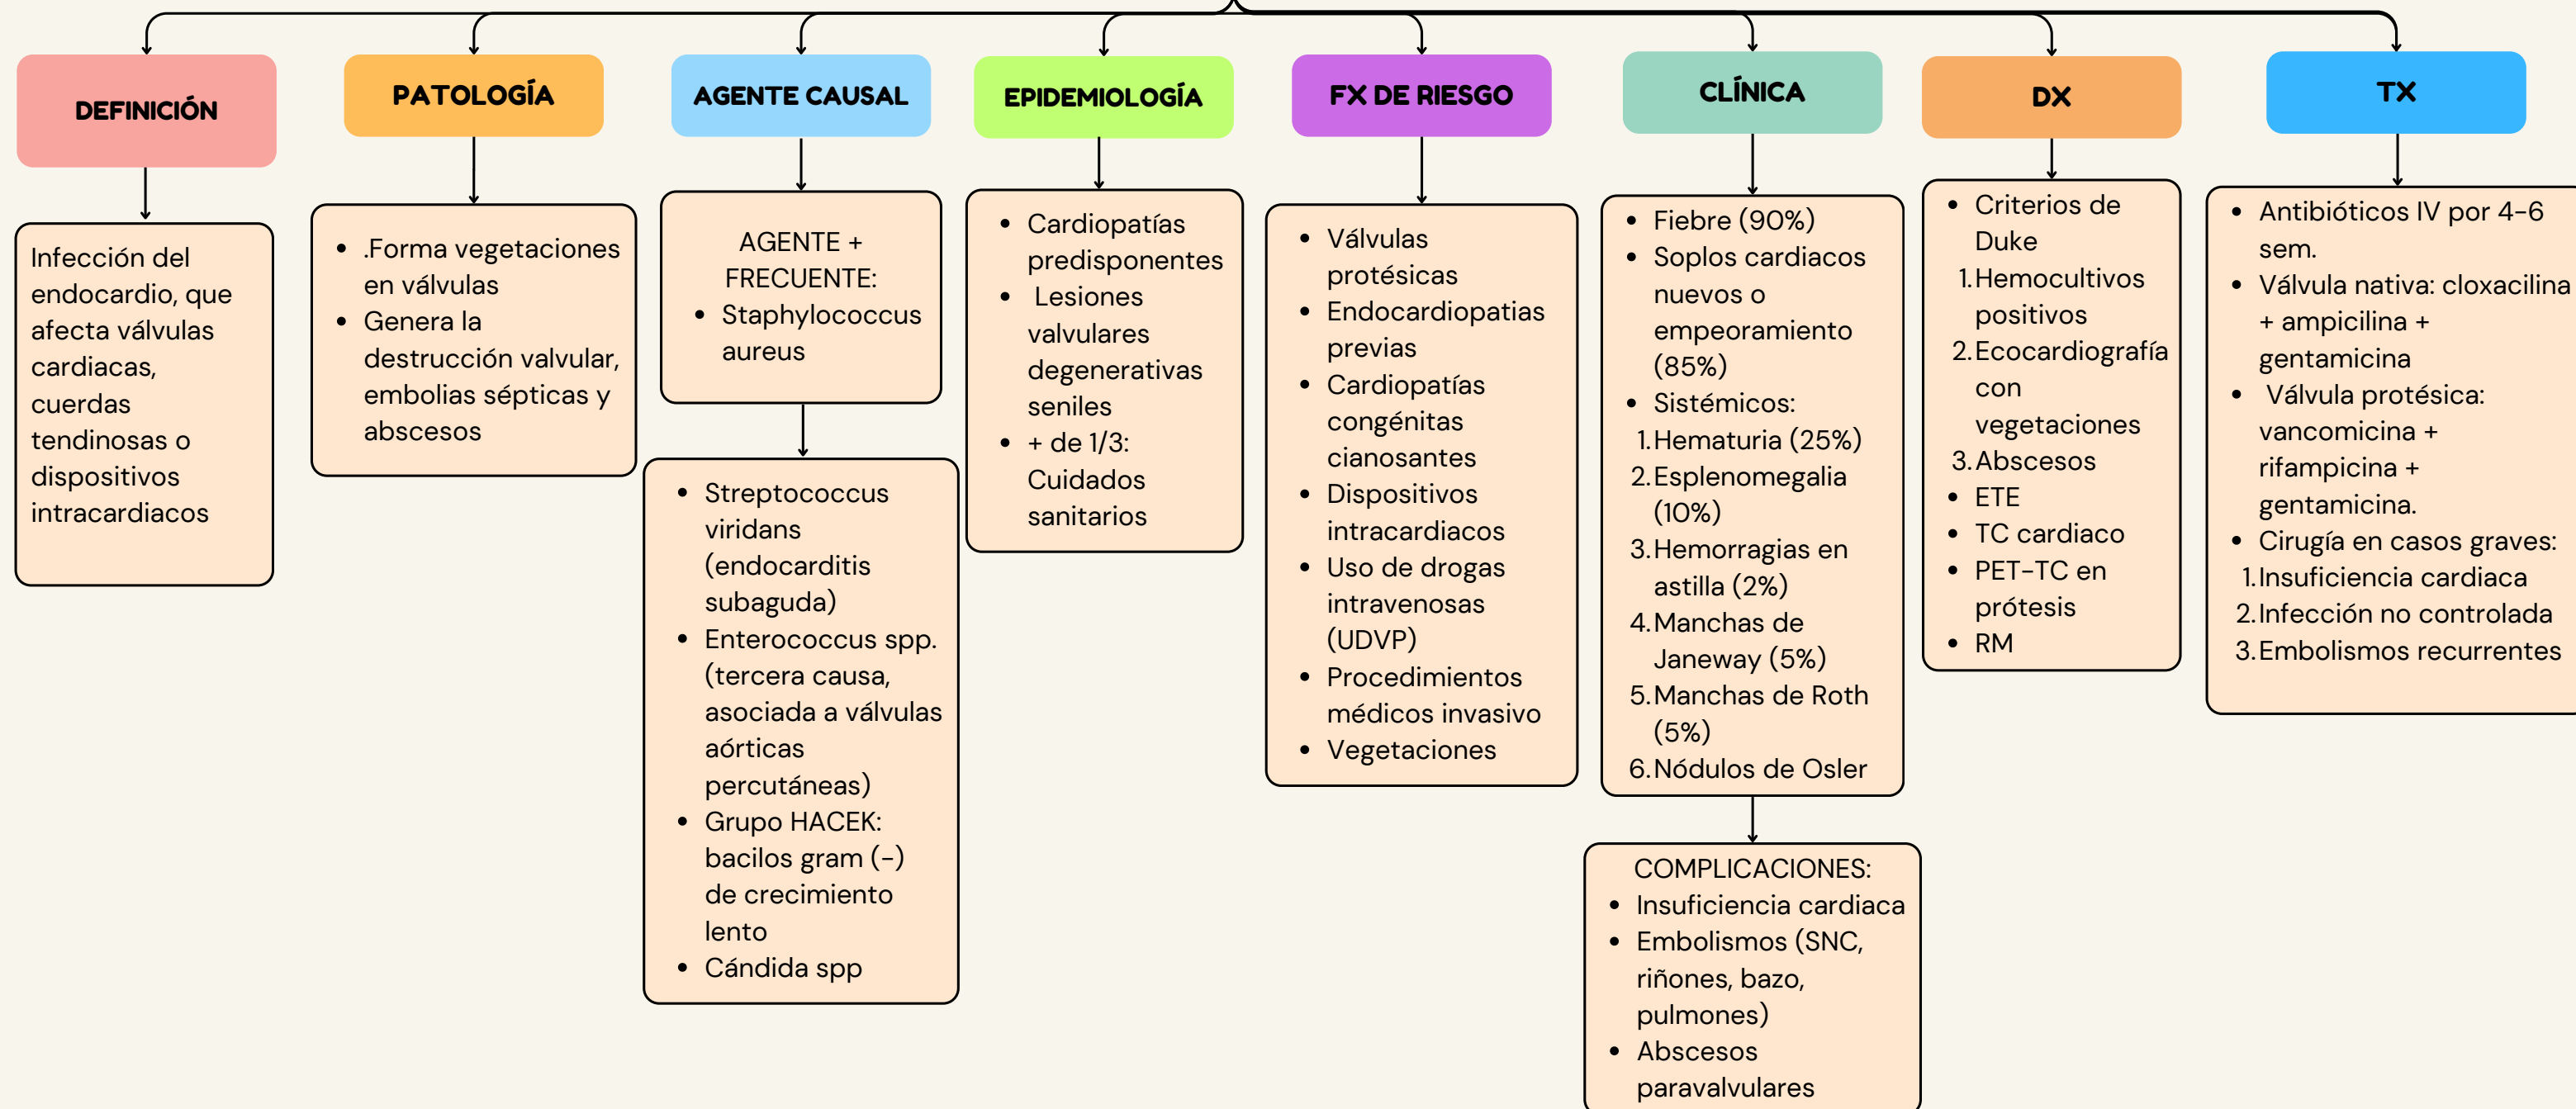 DEFINICIÓN
Infección del
endocardio, que
afecta válvulas
cardiacas,
cuerdas
tendinosas o
dispositivos
intracardiacos
PATOLOGÍA
• .Forma vegetaciones
en válvulas
• Genera la
destrucción valvular,
embolias sépticas y
abscesos
AGENTE CAUSAL
AGENTE +
FRECUENTE:
• Staphylococcus
aureus
• Streptococcus
viridans
(endocarditis
subaguda)
• Enterococcus spp.
(tercera causa,
asociada a válvulas
aórticas
percutáneas)
• Grupo HACEK:
bacilos gram (-)
de crecimiento
lento
• Cándida spp
EPIDEMIOLOGÍA
• Cardiopatías
predisponentes
• Lesiones
valvulares
degenerativas
seniles
• + de 1/3:
Cuidados
sanitarios
FX DE RIESGO
• Válvulas
protésicas
• Endocardiopatias
previas
• Cardiopatías
congénitas
cianosantes
• Dispositivos
intracardiacos
• Uso de drogas
intravenosas
(UDVP)
• Procedimientos
médicos invasivo
• Vegetaciones
CLÍNICA
• Fiebre (90%)
• Soplos cardiacos
nuevos o
empeoramiento
(85%)
• Sistémicos:
1. Hematuria (25%)
2. Esplenomegalia
(10%)
3. Hemorragias en
astilla (2%)
4. Manchas de
Janeway (5%)
5. Manchas de Roth
(5%)
6. Nódulos de Osler
COMPLICACIONES:
• Insuficiencia cardiaca
• Embolismos (SNC,
riñones, bazo,
pulmones)
• Abscesos
paravalvulares
DX
• Criterios de
Duke
1. Hemocultivos
positivos
2. Ecocardiografía
con
vegetaciones
3. Abscesos
• ETE
• TC cardiaco
• PET-TC en
prótesis
• RM
TX
• Antibióticos IV por 4-6
sem.
• Válvula nativa: cloxacilina
+ ampicilina +
gentamicina
• Válvula protésica:
vancomicina +
rifampicina +
gentamicina.
• Cirugía en casos graves:
1. Insuficiencia cardiaca
2. Infección no controlada
3. Embolismos recurrentes